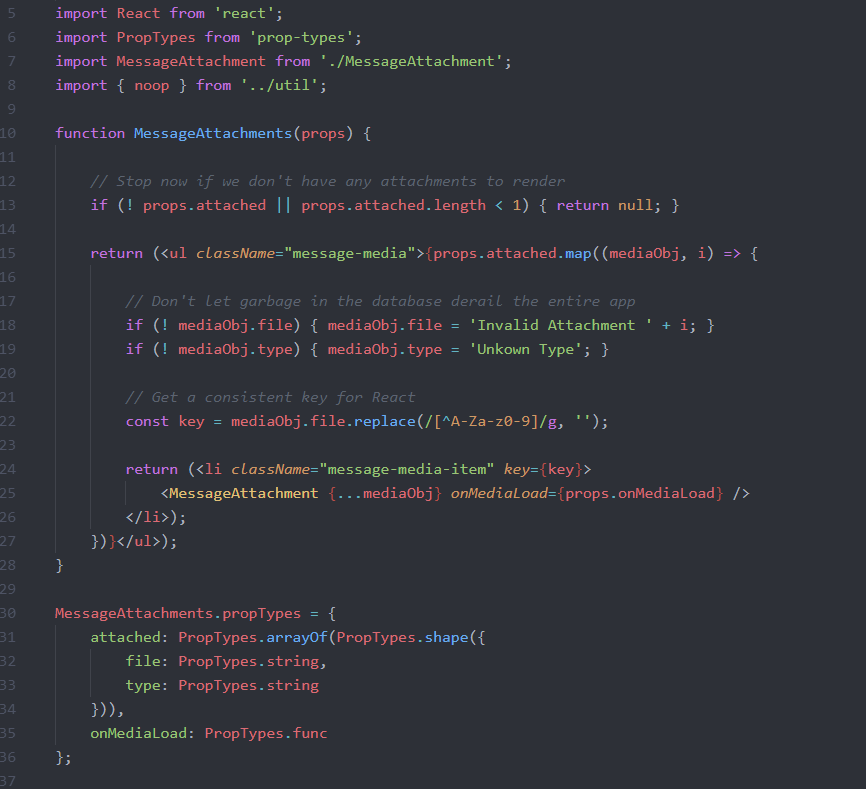 5 import React from 'react';
6 import PropTypes from 'prop-types';
7 import MessageAttachment from './MessageAttachment';
8 import { noop } from '../util';
9
10 function MessageAttachments(props) {
11
12 // Stop now if we don't have any attachments to render
13 if (! props.attached || props.attached.length < 1) { return null; }
14
15 return (<ul className="message-media">{props.attached.map((mediaObj, i) => {
16
17 // Don't let garbage in the database derail the entire app
18 if (! mediaObj.file) { mediaObj.file = 'Invalid Attachment ' + i; }
19 if (! mediaObj.type) { mediaObj.type = 'Unkown Type'; }
20
21 // Get a consistent key for React
22 const key = mediaObj.file.replace(/[^A-Za-z0-9]/g, '');
23
24 return (<li className="message-media-item" key={key}>
25 <MessageAttachment {...mediaObj} onMediaLoad={props.onMediaLoad} />
26 </li>);
27 })}</ul>);
28 }
29
30 MessageAttachments.propTypes = {
31 attached: PropTypes.arrayOf(PropTypes.shape({
32 file: PropTypes.string,
33 type: PropTypes.string
34 })),
35 onMediaLoad: PropTypes.func
36 };
37